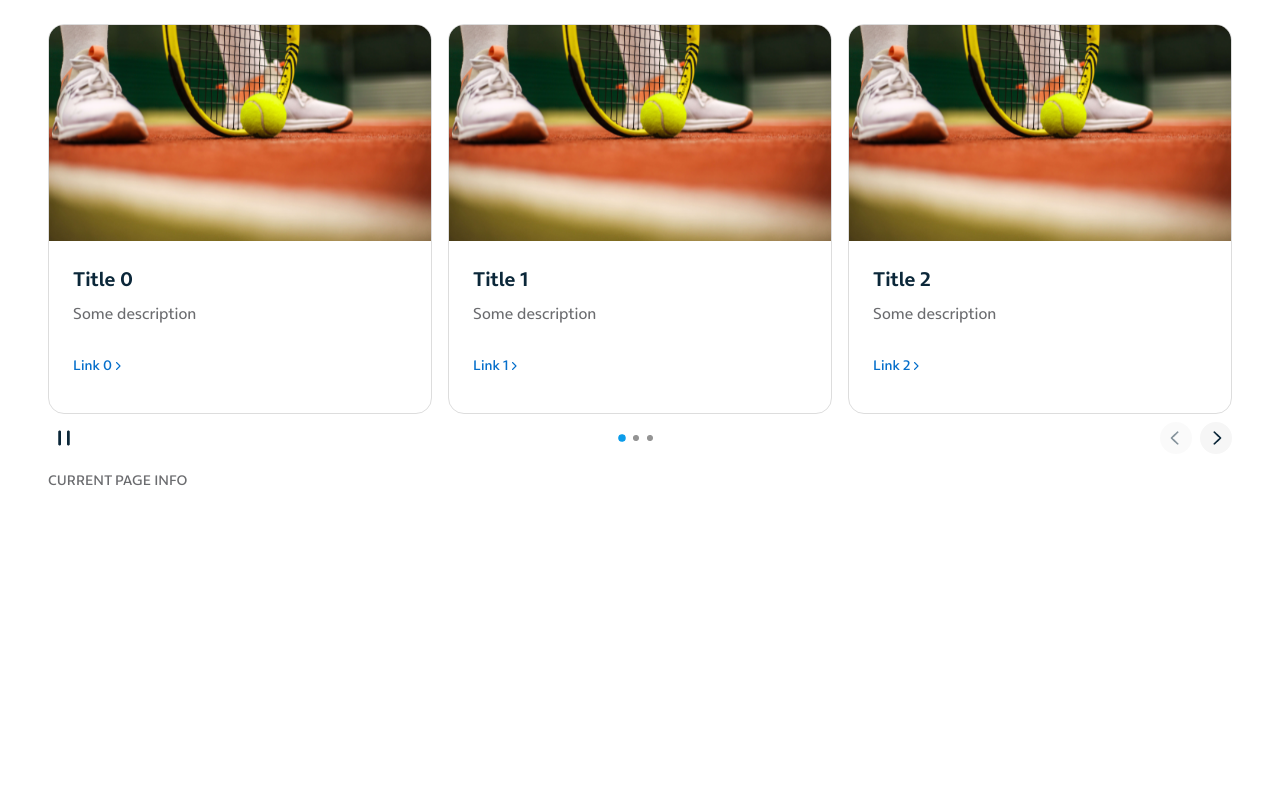 Title 0
Some description
Link 0
Title 1
Some description
Link 1
Title 2
Some description
Link 2
CURRENT PAGE INFO